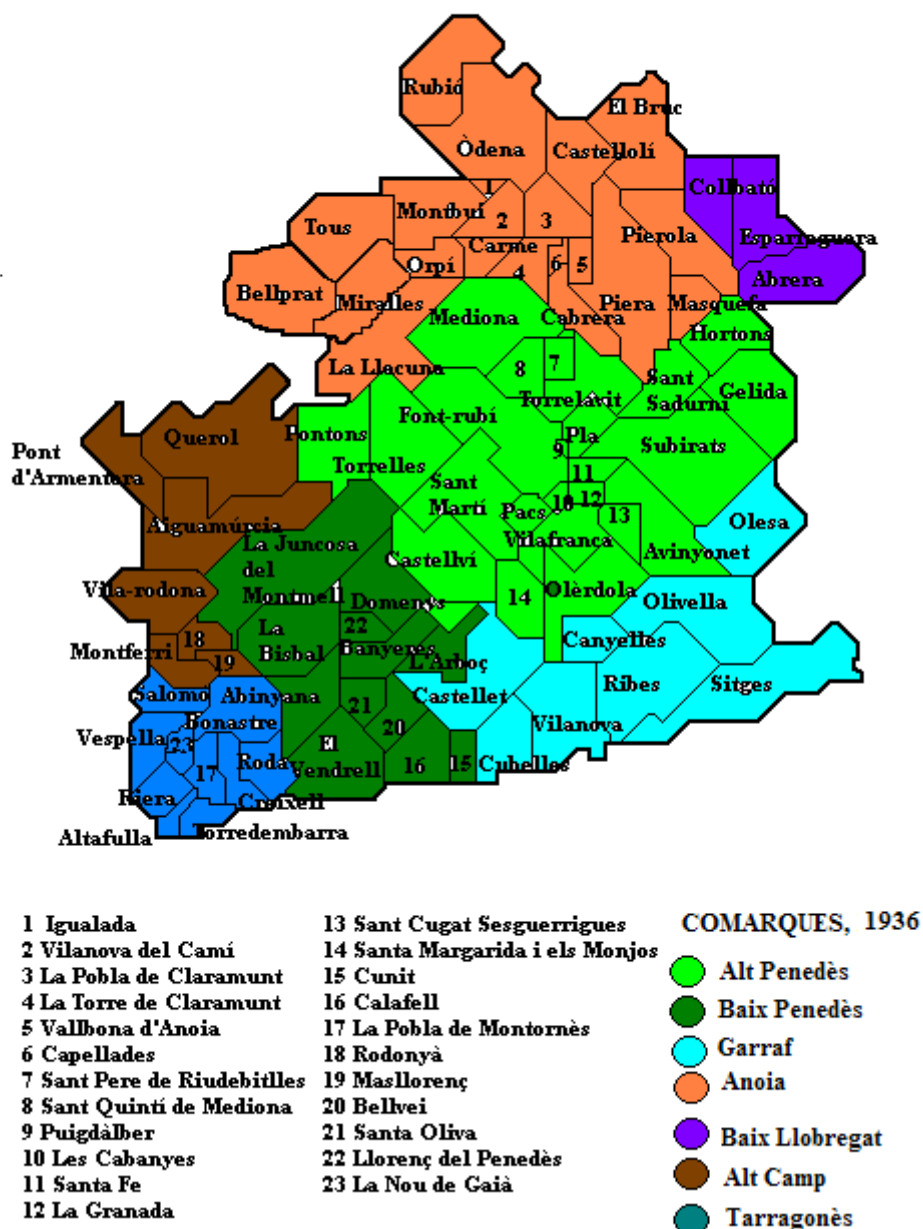 Rubió
El Bruc
Òdena
Castellolí
Collbató
1
Montbuí
2
3
Tous
Pierola
Esparraguera
Carme
Orpí
4
6
5
Abrera
Bellprat
Miralles
Piera
Masquefa
Mediona
Cabrera
Hortons
La Llacuna
8
7
Sant
Sadurní
Gelida
Torrelavit
Font-rubí
Pont
d'Armentera
Querol
Pontons
Pla
Subirats
9
Torrelles
11
Sant
Martí
Pacs
10
12
13
Olesa
Aiguamúrcia
La Juncosa
del
Montmell
Vilafranca
Avinyonet
Castellví
Vila-rodona
Domenys
14
Olèrdola
Olivella
22
18
La
Bisbal
Montferri
Banyeres
Canyelles
19
L'Arboç
Salomó
Abinyana
Castellet
Ribes
Sitges
21
Bonastre
Vespella
23
20
Vilanova
El
Vendrell
Roda
17
16
15
Cubelles
Riera
Creixell
Altafulla
Torredembarra
1 Igualada
2 Vilanova del Camí
3 La Pobla de Claramunt
4 La Torre de Claramunt
5 Vallbona d'Anoia
6 Capellades
7 Sant Pere de Riudebitlles
8 Sant Quintí de Mediona
9 Puigdàlber
10 Les Cabanyes
11 Santa Fe
12 La Granada
13 Sant Cugat Sesguerrigues
14 Santa Margarida i els Monjos
15 Cunit
16 Calafell
17 La Pobla de Montornès
18 Rodonyà
19 Masllorenç
20 Bellvei
21 Santa Oliva
22 Llorenç del Penedès
23 La Nou de Gaià
COMARQUES, 1936
Alt Penedès
Baix Penedès
Garraf
Anoia
Baix Llobregat
Alt Camp
Tarragonès